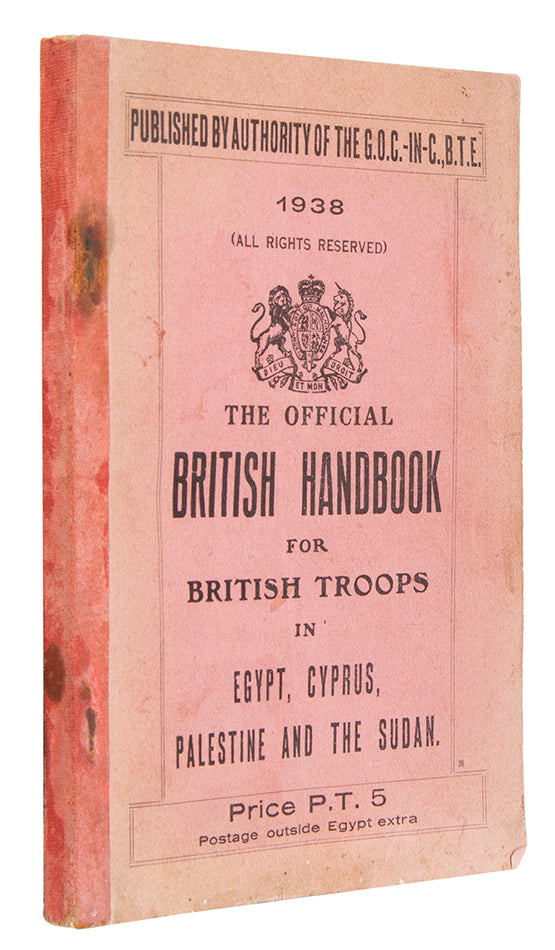 PUBLISHED BY AUTHORITY OF THE G.O.C.-IN-C., B.T.E.
1938
(ALL RIGHTS RESERVED)
DIEU ET MON DROIT
THE OFFICIAL
BRITISH HANDBOOK
FOR
BRITISH TROOPS
IN
EGYPT, CYPRUS,
PALESTINE AND THE SUDAN.
Price P.T. 5
Postage outside Egypt extra